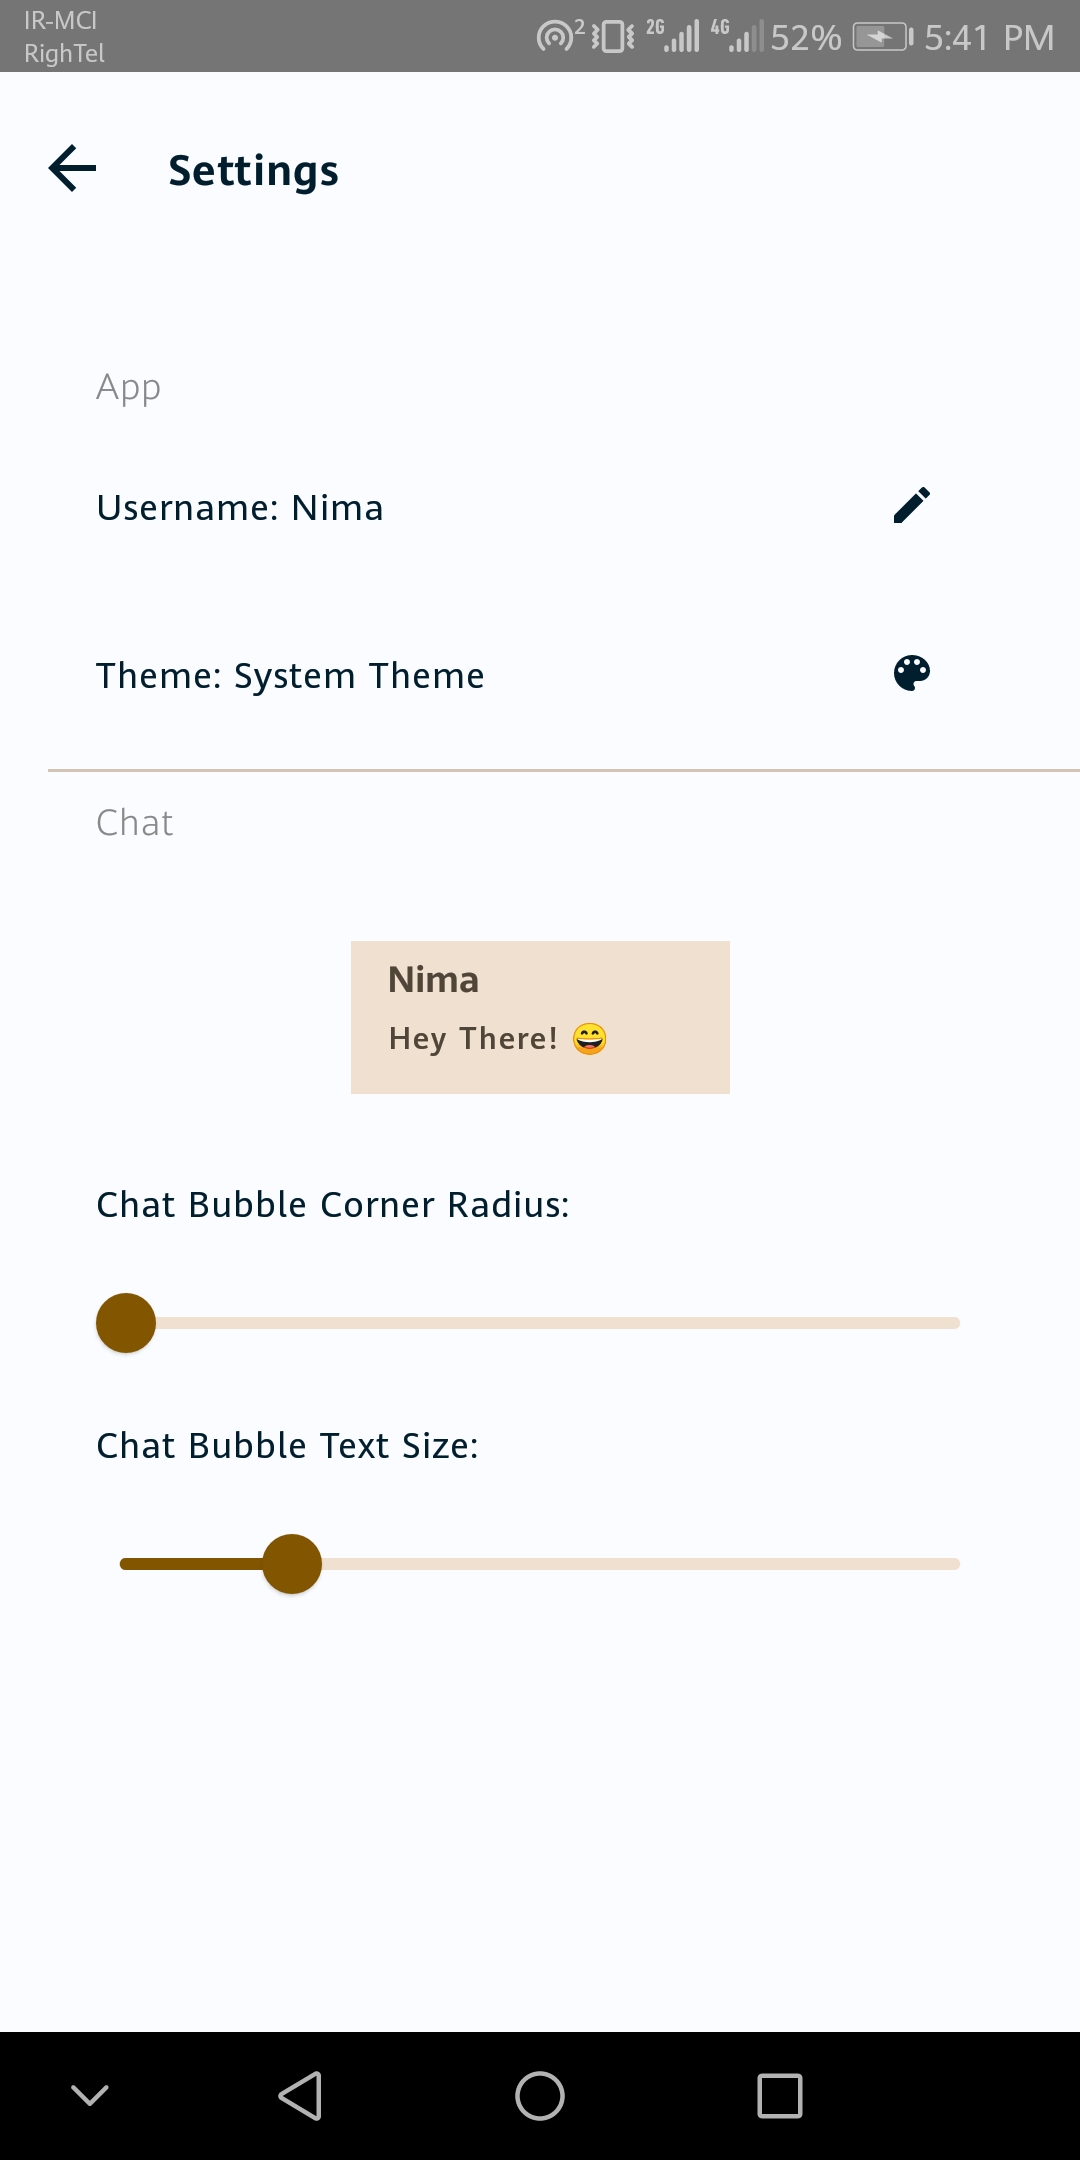 IR-MCI
RighTel
2 2G 4G 52% 5:41 PM
Settings
App
Username: Nima
Theme: System Theme
Chat
Nima
Hey There! 😄
Chat Bubble Corner Radius:
Chat Bubble Text Size: